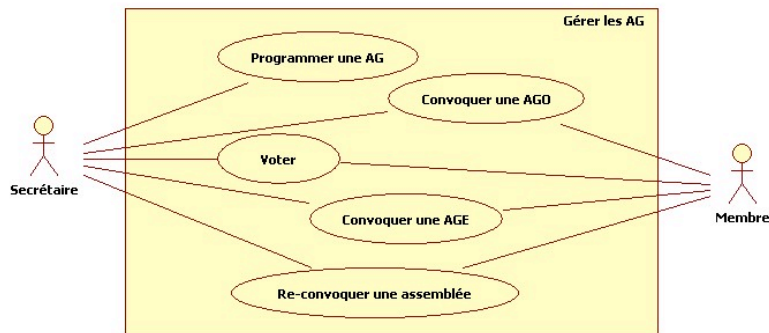 Gérer les AG
Programmer une AG
Convoquer une AGO
Voter
Secrétaire
Membre
Convoquer une AGE
Re-convoquer une assemblée